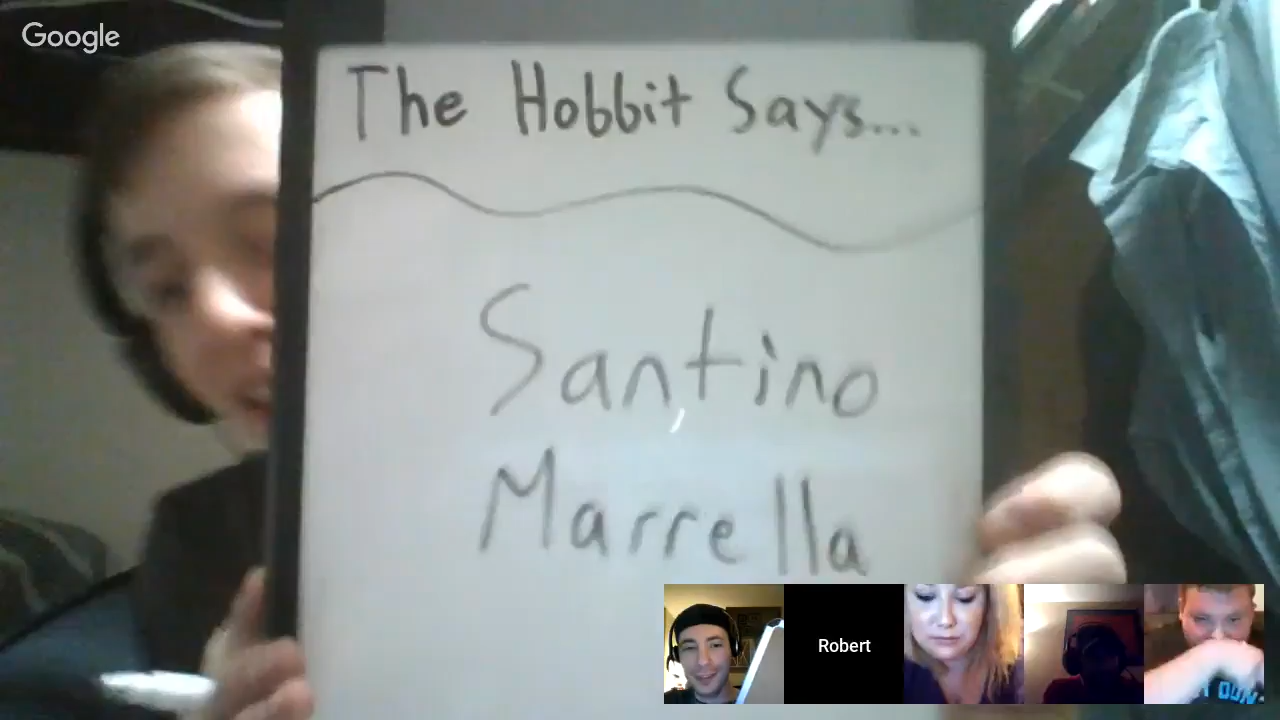 Google
The Hobbit Says...
Santino
Marrella
Robert